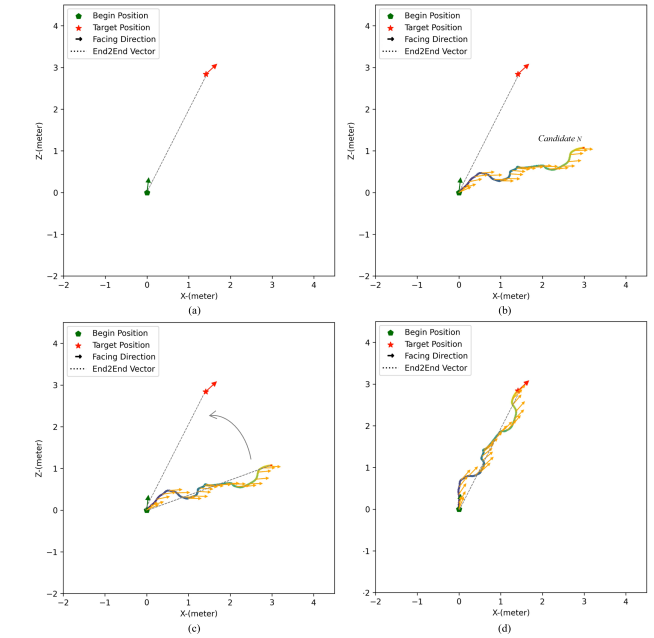 Begin Position
Target Position
Facing Direction
End2End Vector
4
3
2
1
0
−1
−2
Z-(meter)
−2 −1 0 1 2 3 4
X-(meter)
(a)
Begin Position
Target Position
Facing Direction
End2End Vector
Candidate N
4
3
2
1
0
−1
−2
Z-(meter)
−2 −1 0 1 2 3 4
X-(meter)
(b)
Begin Position
Target Position
Facing Direction
End2End Vector
4
3
2
1
0
−1
−2
Z-(meter)
−2 −1 0 1 2 3 4
X-(meter)
(c)
Begin Position
Target Position
Facing Direction
End2End Vector
4
3
2
1
0
-1
-2
Z-(meter)
-2 -1 0 1 2 3 4
X-(meter)
(d)